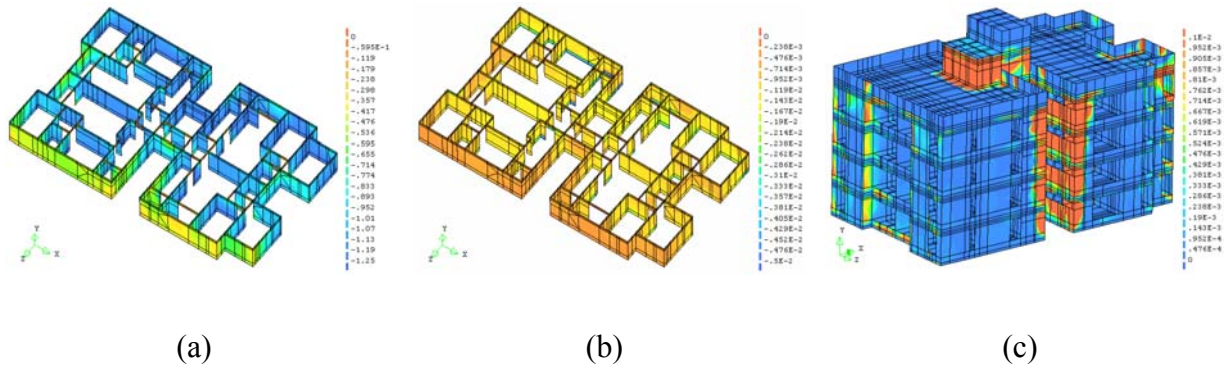 0
-.595E-1
-.119
-.179
-.238
-.298
-.357
-.417
-.476
-.536
-.595
-.655
-.714
-.774
-.833
-.893
-.952
-1.01
-1.07
-1.13
-1.19
-1.25
Y
Z X
0
-.238E-3
-.476E-3
-.714E-3
-.952E-3
-.119E-2
-.143E-2
-.167E-2
-.19E-2
-.214E-2
-.238E-2
-.262E-2
-.286E-2
-.31E-2
-.333E-2
-.357E-2
-.381E-2
-.405E-2
-.429E-2
-.452E-2
-.476E-2
-.5E-2
Y
Z X
.1E-2
.952E-3
.905E-3
.857E-3
.81E-3
.762E-3
.714E-3
.667E-3
.619E-3
.571E-3
.524E-3
.476E-3
.429E-3
.381E-3
.333E-3
.286E-3
.238E-3
.19E-3
.143E-3
.952E-4
.476E-4
0
Y
X
Z
(a) (b) (c)